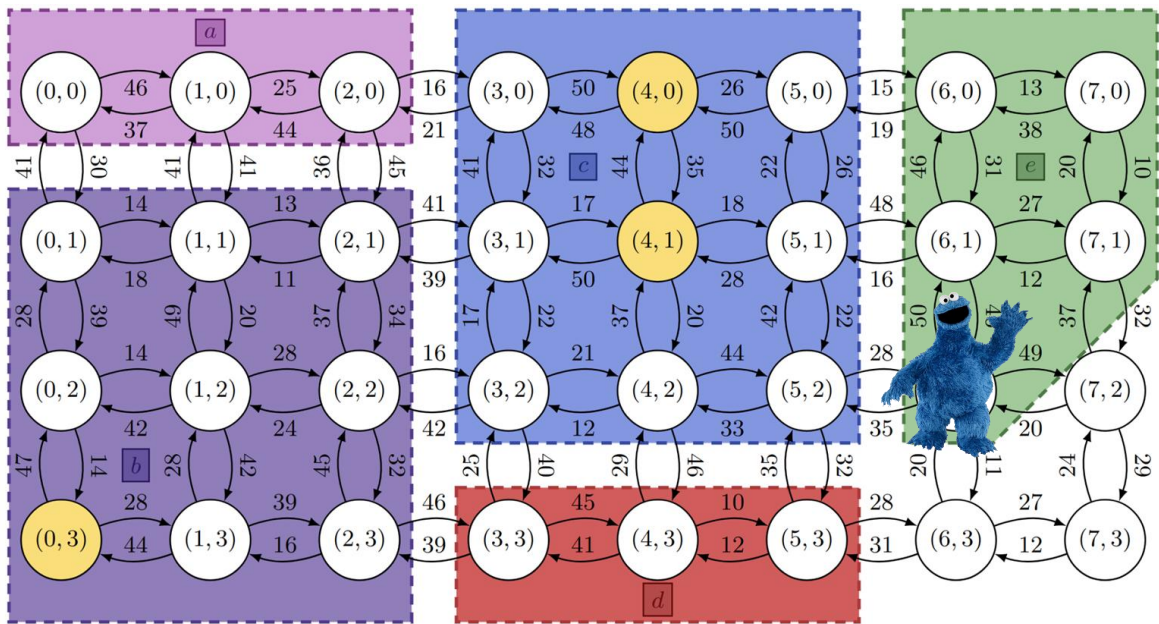 a
(0, 0) 46 37 (1, 0) 25 44 (2, 0) 16 21 (3, 0) 50 48 (4, 0) 26 50 (5, 0) 15 19 (6, 0) 13 38 (7, 0)
41 30 41 41 36 45 41 32 c 44 35 22 26 46 31 e 20 10
(0, 1) 14 18 (1, 1) 13 11 (2, 1) 41 39 (3, 1) 17 50 (4, 1) 18 28 (5, 1) 48 16 (6, 1) 27 12 (7, 1)
28 39 49 20 37 34 17 22 37 20 42 22 50 37 32
(0, 2) 14 42 (1, 2) 28 24 (2, 2) 16 42 (3, 2) 21 12 (4, 2) 44 33 (5, 2) 28 35 49 20 (7, 2)
47 14 b 28 42 45 32 25 40 29 46 35 23 20 11 24 29
(0, 3) 28 44 (1, 3) 39 16 (2, 3) 46 39 (3, 3) 45 41 (4, 3) 10 12 (5, 3) 28 31 (6, 3) 27 12 (7, 3)
d